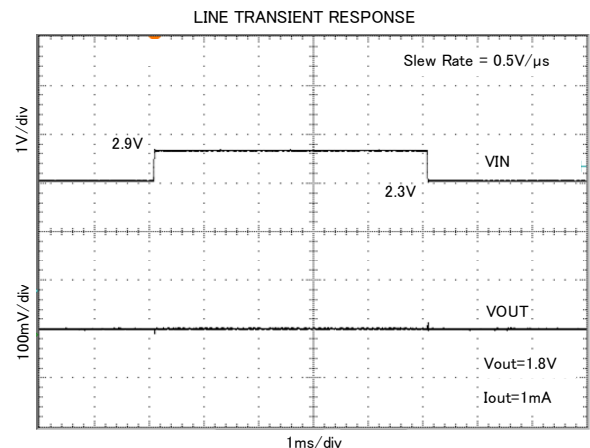 LINE TRANSIENT RESPONSE
Slew Rate = 0.5V/μs
1V/div
2.9V
VIN
2.3V
100mV/div
VOUT
Vout=1.8V
Iout=1mA
1ms/div